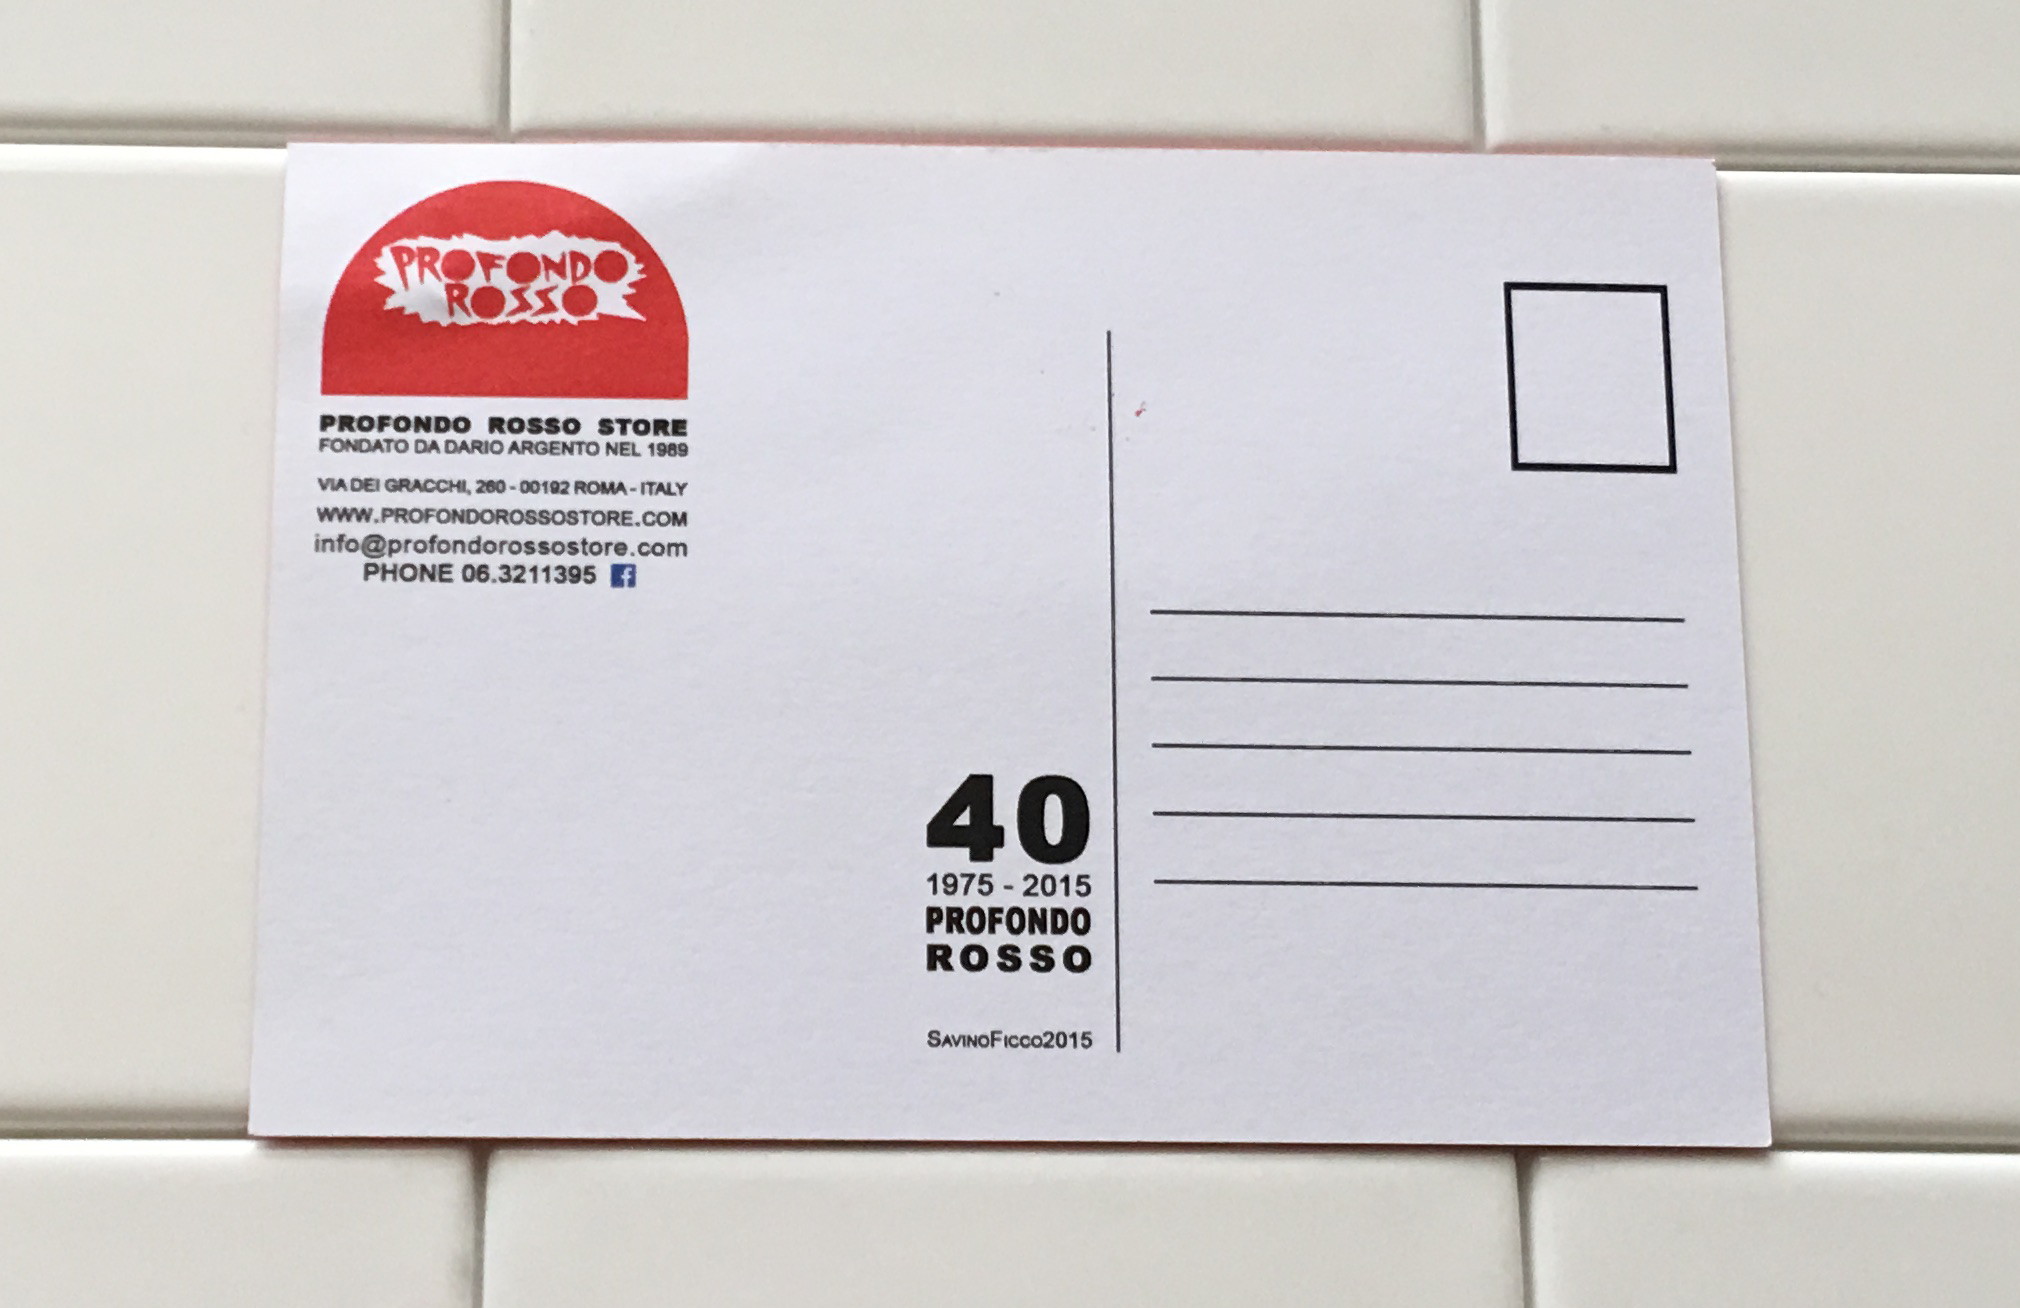 PROFONDO
ROSSO
PROFONDO ROSSO STORE
FONDATO DA DARIO ARGENTO NEL 1989
VIA DEI GRACCHI, 260 - 00192 ROMA - ITALY
WWW.PROFONDOROSSOSTORE.COM
info@profondorossostore.com
PHONE 06.3211395 f
40
1975 - 2015
PROFONDO
ROSSO
SAVINOFICCO2015